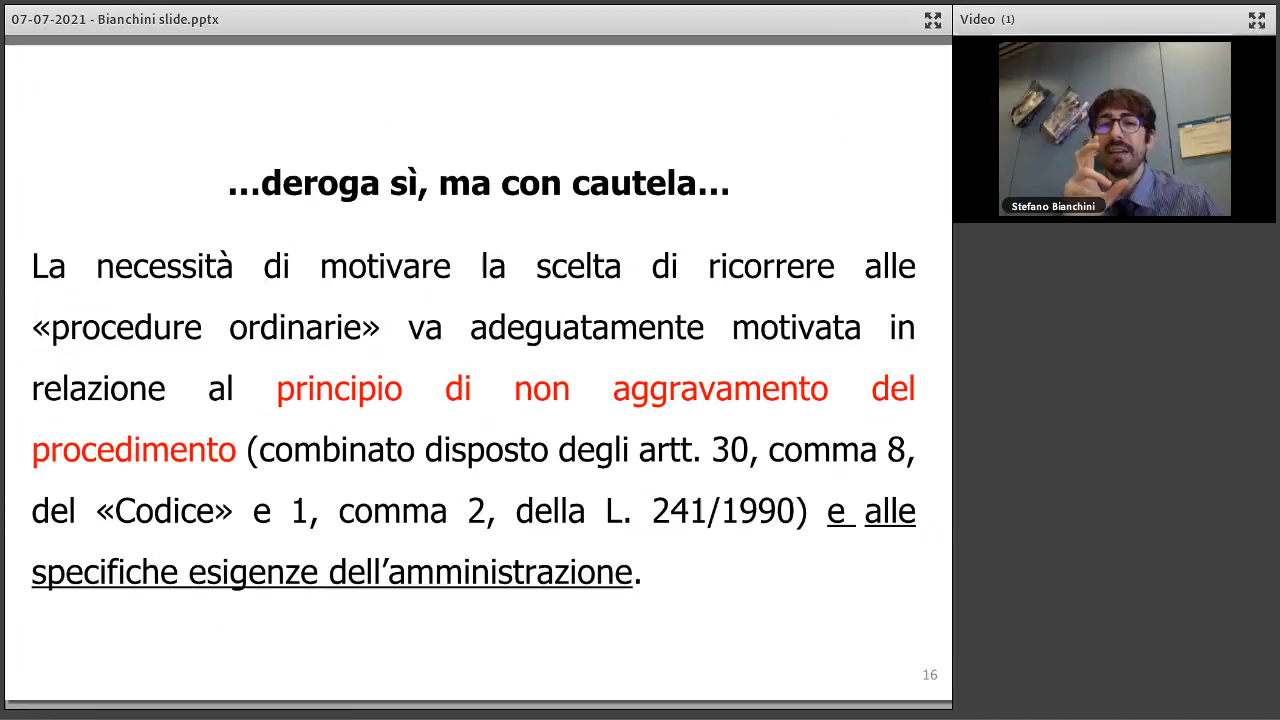 07-07-2021 - Bianchini slide.pptx
Video (1)
...deroga sì, ma con cautela...
La necessità di motivare la scelta di ricorrere alle
«procedure ordinarie» va adeguatamente motivata in
relazione al principio di non aggravamento del
procedimento (combinato disposto degli artt. 30, comma 8,
del «Codice» e 1, comma 2, della L. 241/1990) e alle
specifiche esigenze dell’amministrazione.
16
Stefano Bianchini